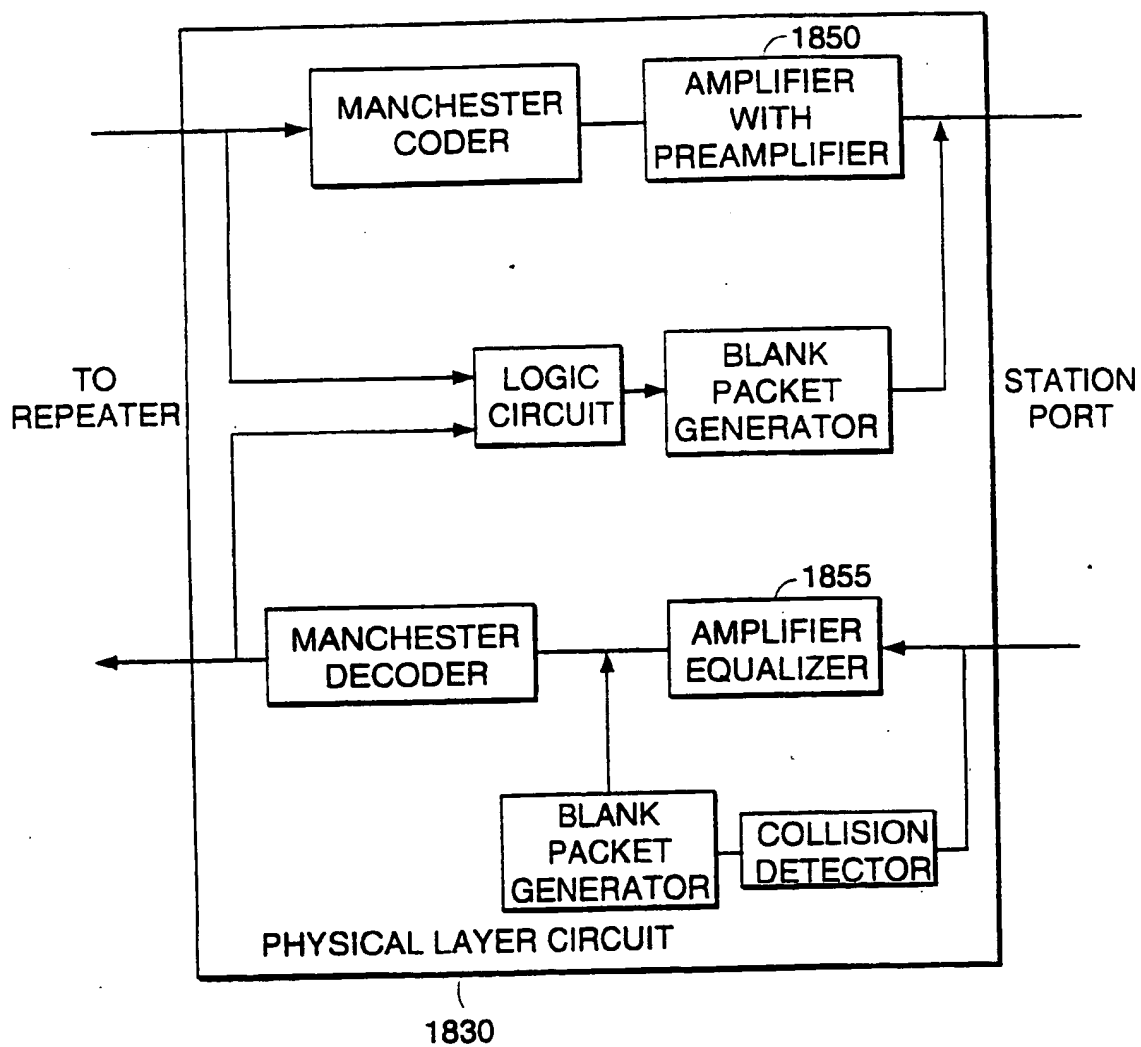 1850
MANCHESTER
CODER
AMPLIFIER
WITH
PREAMPLIFIER
TO
REPEATER
LOGIC
CIRCUIT
BLANK
PACKET
GENERATOR
STATION
PORT
1855
MANCHESTER
DECODER
AMPLIFIER
EQUALIZER
BLANK
PACKET
GENERATOR
COLLISION
DETECTOR
PHYSICAL LAYER CIRCUIT
1830